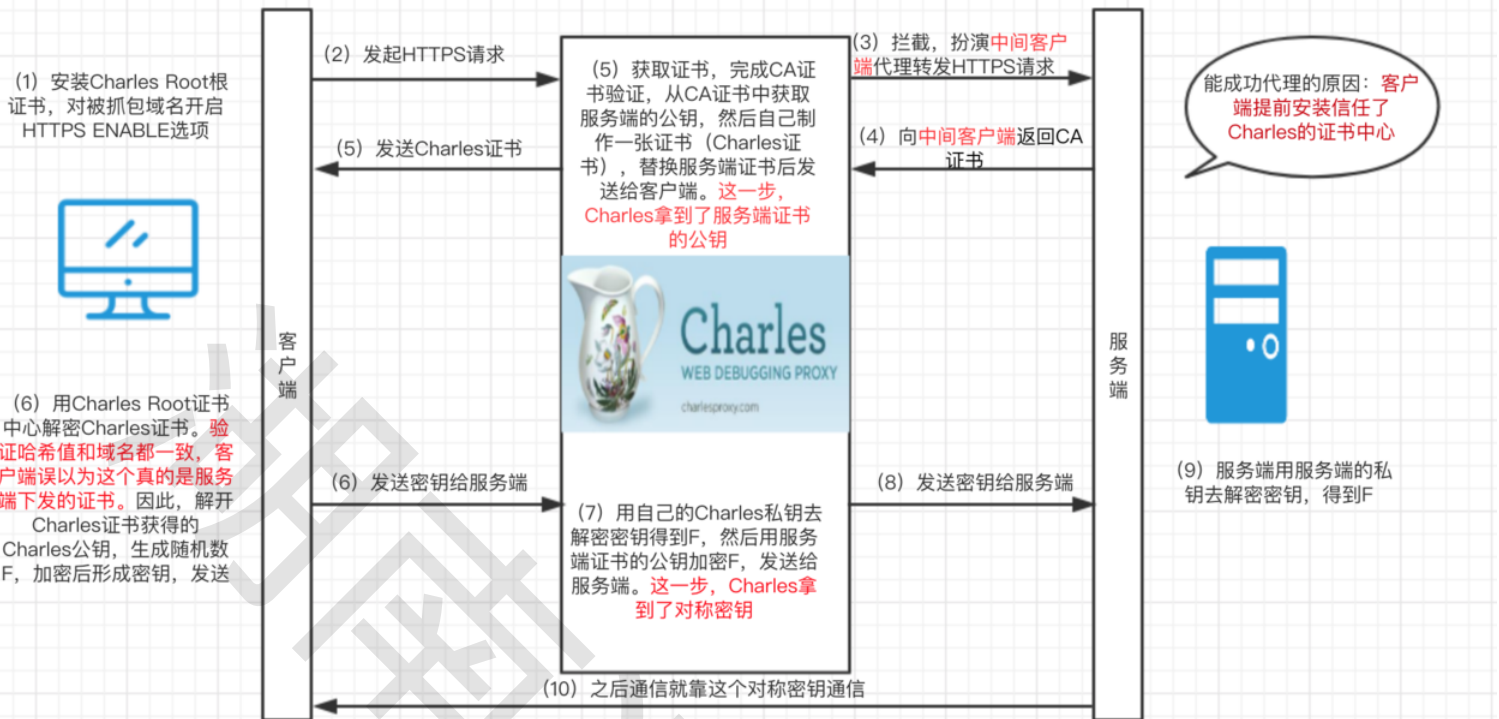 （1）安装Charles Root根
证书，对被抓包域名开启
HTTPS ENABLE选项
（2）发起HTTPS请求
（3）拦截，扮演中间客户
端代理转发HTTPS请求
能成功代理的原因：客户
端提前安装信任了
Charles的证书中心
（5）获取证书，完成CA证
书验证，从CA证书中获取
服务端的公钥，然后自己制
作一张证书（Charles证
书），替换服务端证书后发
送给客户端。这一步，
Charles拿到了服务端证书
的公钥
（4）向中间客户端返回CA
证书
（5）发送Charles证书
客
户
端
Charles
WEB DEBUGGING PROXY
charlesproxy.com
服
务
端
（6）用Charles Root证书
中心解密Charles证书。验
证哈希值和域名都一致，客
户端误以为这个真的是服务
端下发的证书。因此，解开
Charles证书获得的
Charles公钥，生成随机数
F，加密后形成密钥，发送
（6）发送密钥给服务端
（7）用自己的Charles私钥去
解密密钥得到F，然后用服务
端证书的公钥加密F，发送给
服务端。这一步，Charles拿
到了对称密钥
（8）发送密钥给服务端
（9）服务端用服务端的私
钥去解密密钥，得到F
（10）之后通信就靠这个对称密钥通信
湖南